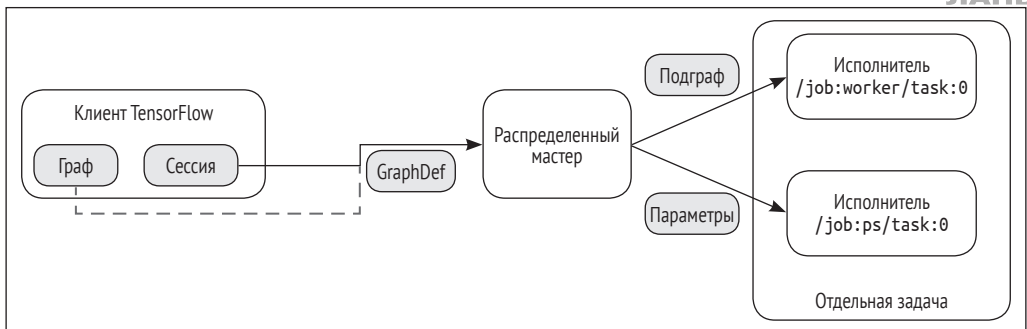 Клиент TensorFlow
Граф
Сессия
GraphDef
Распределенный
мастер
Подграф
Параметры
Исполнитель
/job:worker/task:0
Исполнитель
/job:ps/task:0
Отдельная задача